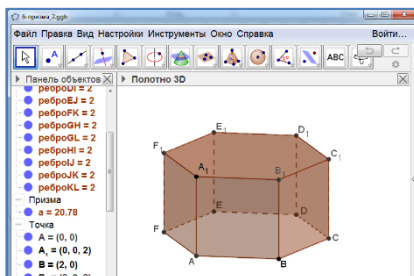 6-призма_2.ggb
Файл Правка Вид Настройки Инструменты Окно Справка Войти...
A ABC
Панель объектов Полотно 3D
реброDI = 2
реброEJ = 2
реброFK = 2
реброGH = 2
реброGL = 2
реброHI = 2
реброIJ = 2
реброJK = 2
реброKL = 2
Призма
a = 20.78
Точка
A = (0, 0)
A₁ = (0, 0, 2)
B = (2, 0)
E₁ D₁
F₁ A₁ B₁ C₁
E D
F C
A B